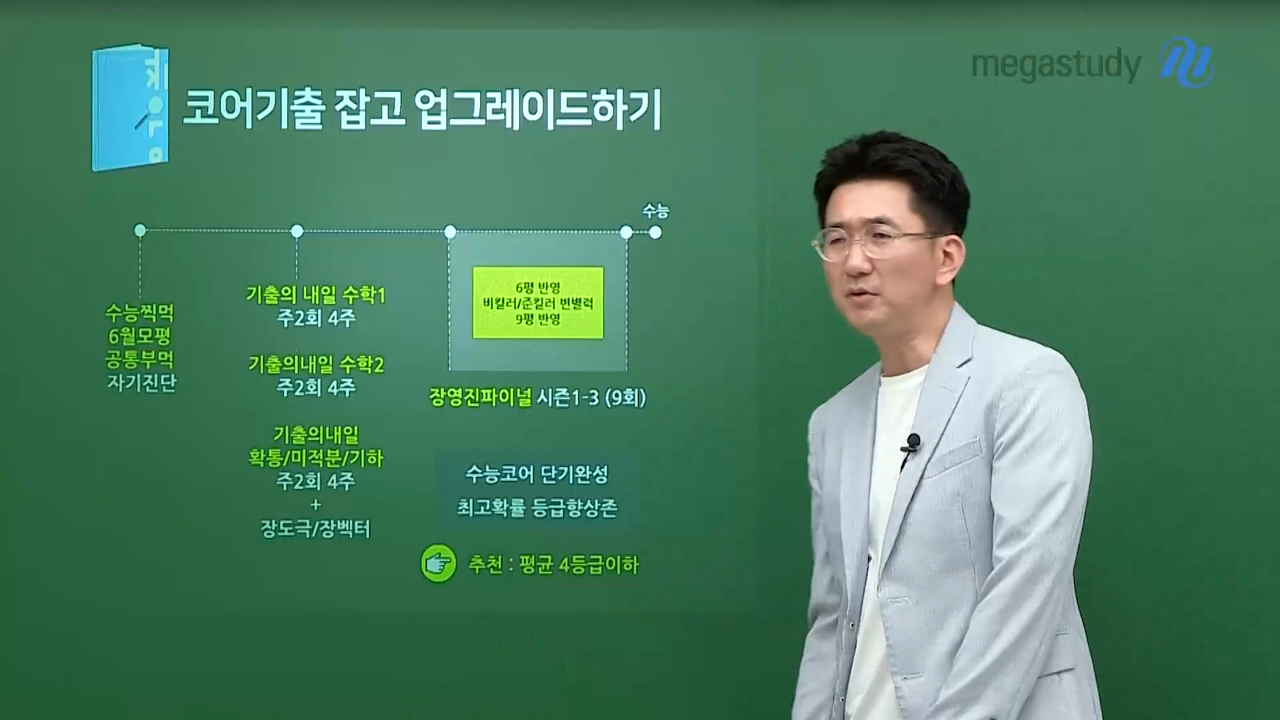 megastudy
코어기출 잡고 업그레이드하기
수능
수능찍먹
6월모평
공통부먹
자기진단
기출의 내일 수학1
주2회 4주
기출의내일 수학2
주2회 4주
기출의내일
확통/미적분/기하
주2회 4주
+
장도극/장벡터
6평 반영
비킬러/준킬러 변별력
9평 반영
장영진파이널 시즌1-3 (9회)
수능코어 단기완성
최고확률 등급향상존
추천 : 평균 4등급이하